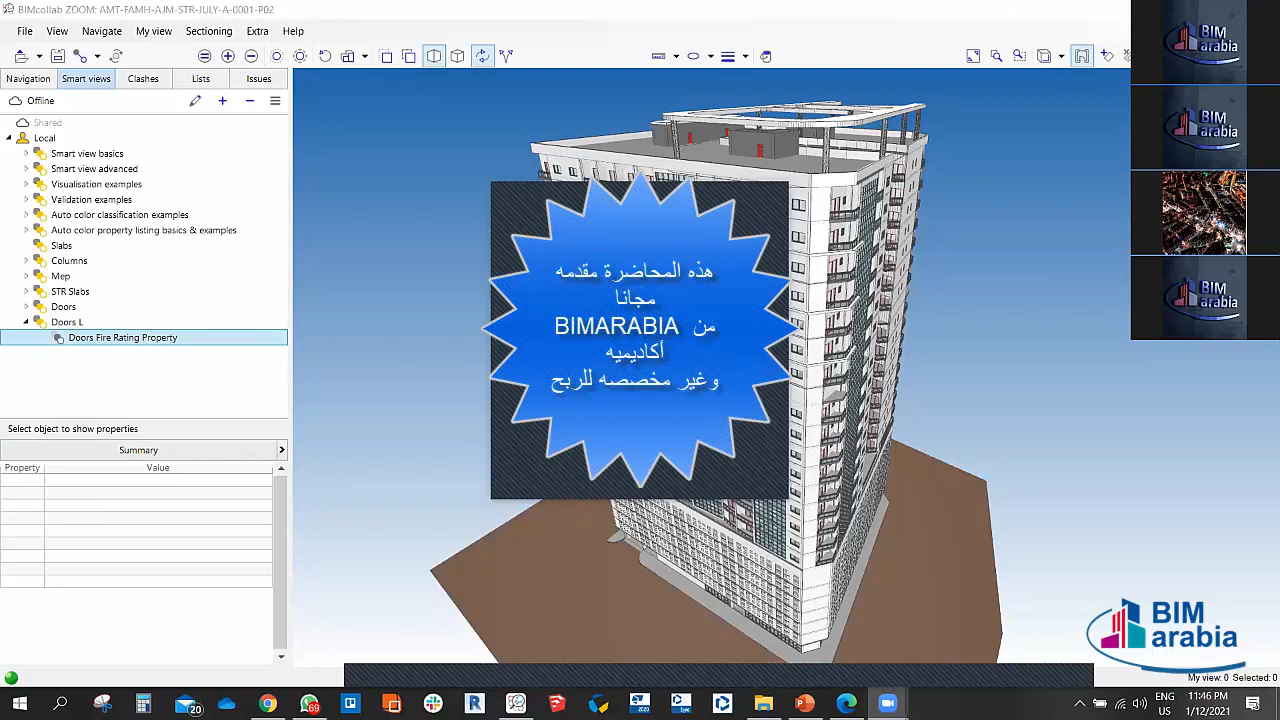 BIMcollab ZOOM: AMT-FAMH-AJM-STR-JULY-A-0001-P02
File View Navigate My view Sectioning Extra Help
Navigation Smart views Clashes Lists Issues
Offline
Shared
Local
Smart view basics
Smart view advanced
Visualisation examples
Validation examples
Auto color classification examples
Auto color property listing basics & examples
Slabs
Columns
Mep
STR Slabs
Doors
Doors L
Doors Fire Rating Property
Select object to show properties
Summary
Property Value
هذه المحاضرة مقدمه
مجانا
من BIMARABIA
أكاديميه
وغير مخصصه للربح
BIM
arabia
BIM
arabia
BIM
arabia
BIM
arabia
My view: 0 Selected: 0
20
69
2020
ENG
US
11:46 PM
1/12/2021